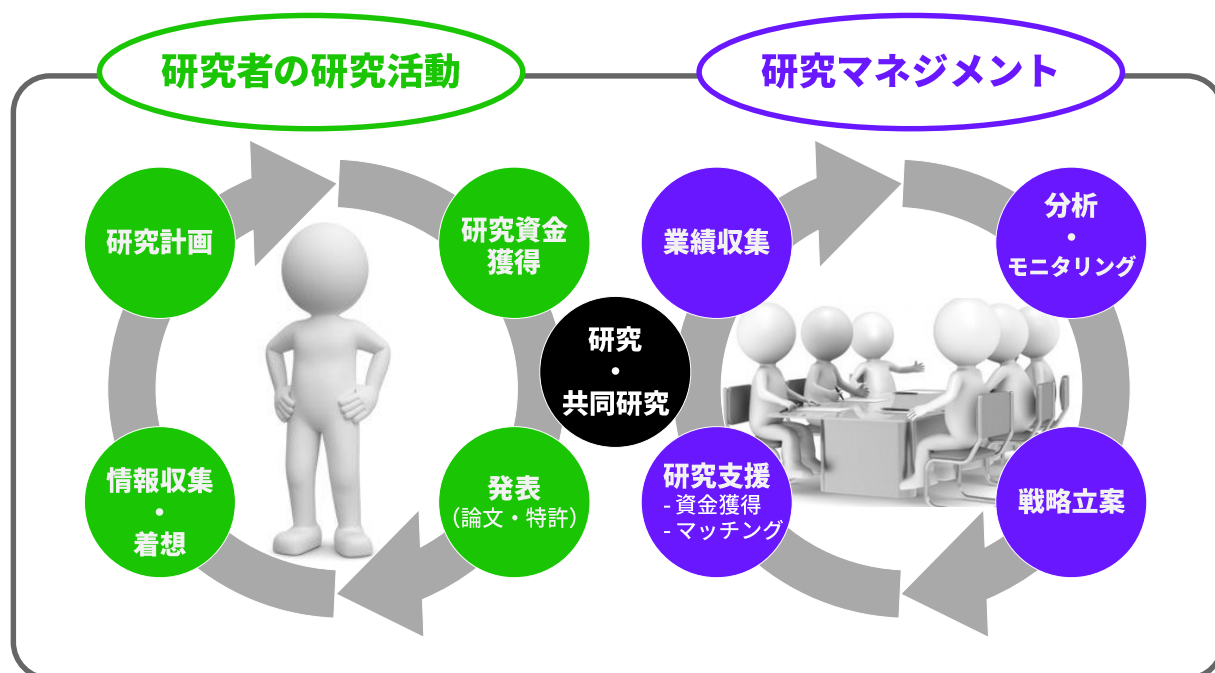 研究者の研究活動
研究マネジメント
研究計画
研究資金
獲得
研究
・
共同研究
発表
（論文・特許）
情報収集
・
着想
業績収集
分析
・
モニタリング
戦略立案
研究支援
- 資金獲得
- マッチング